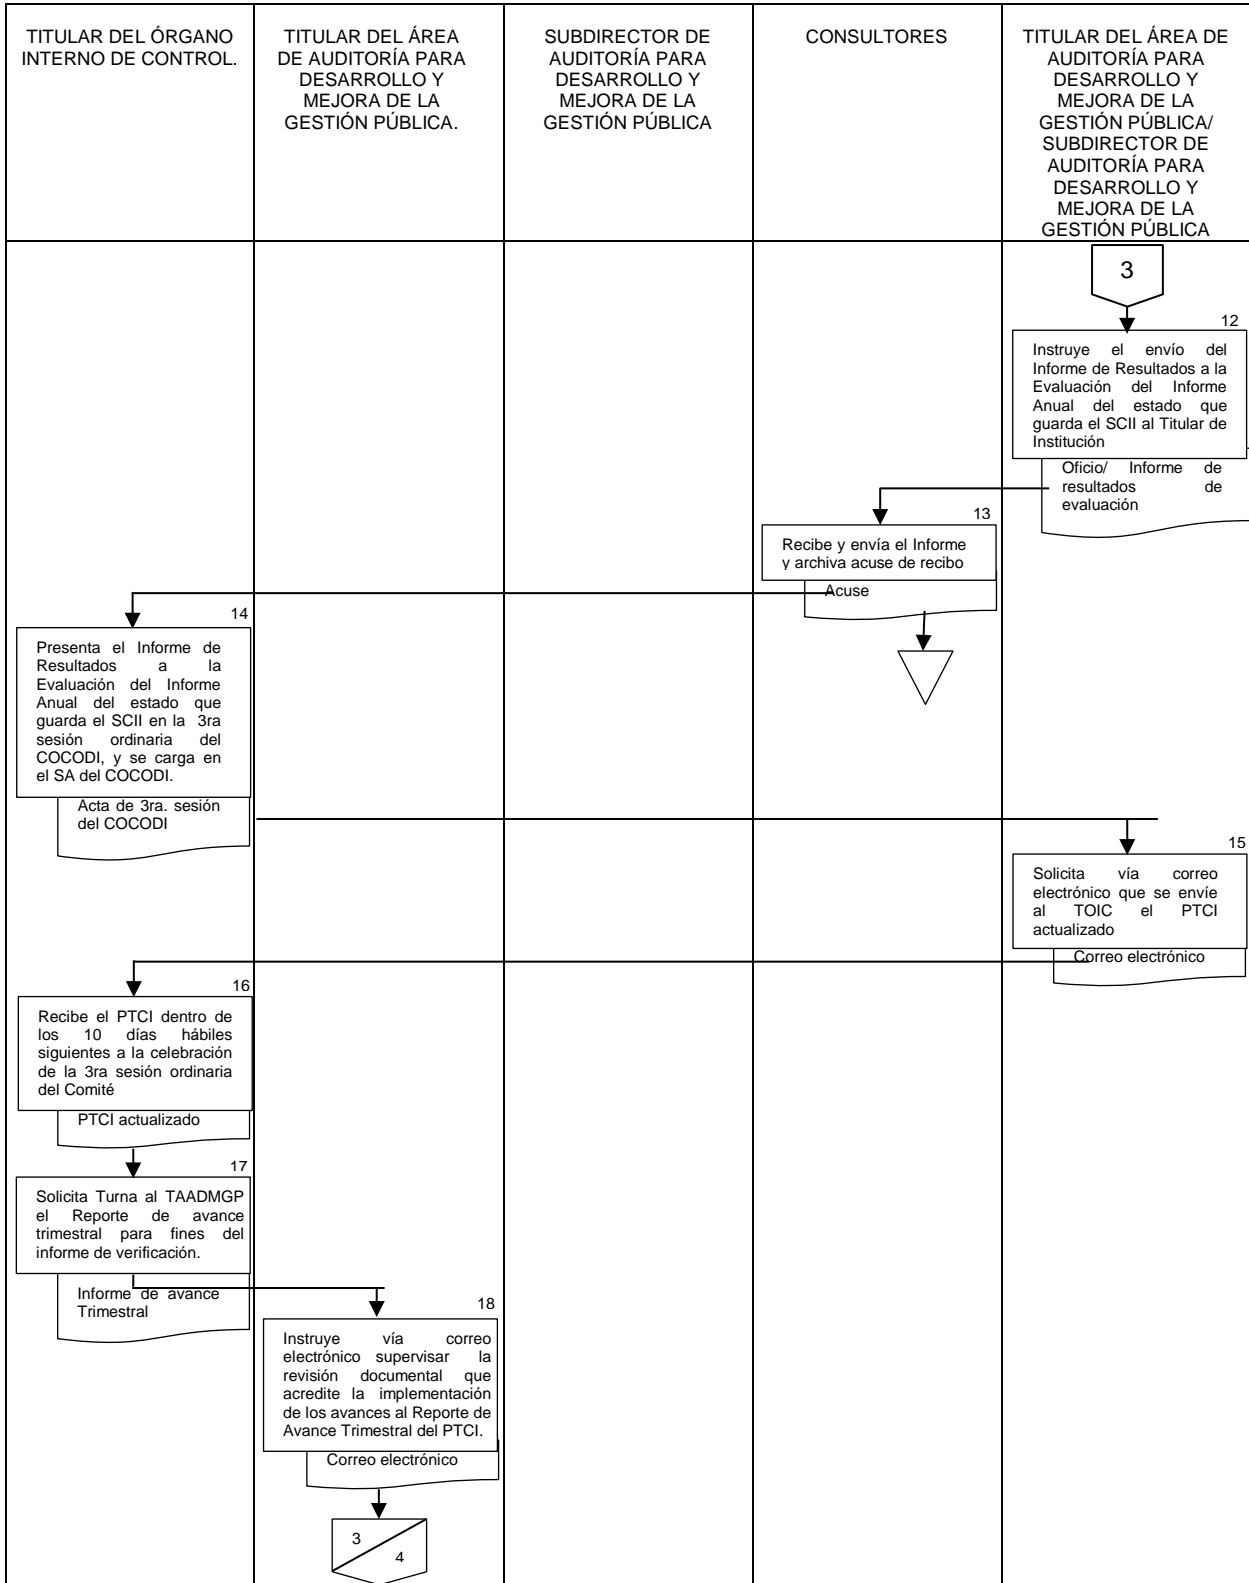 TITULAR DEL ÓRGANO
INTERNO DE CONTROL.
TITULAR DEL ÁREA
DE AUDITORÍA PARA
DESARROLLO Y
MEJORA DE LA
GESTIÓN PÚBLICA.
SUBDIRECTOR DE
AUDITORÍA PARA
DESARROLLO Y
MEJORA DE LA
GESTIÓN PÚBLICA
CONSULTORES
TITULAR DEL ÁREA DE
AUDITORÍA PARA
DESARROLLO Y
MEJORA DE LA
GESTIÓN PÚBLICA/
SUBDIRECTOR DE
AUDITORÍA PARA
DESARROLLO Y
MEJORA DE LA
GESTIÓN PÚBLICA
3
12
Instruye el envío del
Informe de Resultados a la
Evaluación del Informe
Anual del estado que
guarda el SCII al Titular de
Institución
Oficio/ Informe de
resultados de
evaluación
13
Recibe y envía el Informe
y archiva acuse de recibo
Acuse
14
Presenta el Informe de
Resultados a la
Evaluación del Informe
Anual del estado que
guarda el SCII en la 3ra
sesión ordinaria del
COCODI, y se carga en
el SA del COCODI.
Acta de 3ra. sesión
del COCODI
15
Solicita vía correo
electrónico que se envíe
al TOIC el PTCI
actualizado
Correo electrónico
16
Recibe el PTCI dentro de
los 10 días hábiles
siguientes a la celebración
de la 3ra sesión ordinaria
del Comité
PTCI actualizado
17
Solicita Turna al TAADMGP
el Reporte de avance
trimestral para fines del
informe de verificación.
Informe de avance
Trimestral
18
Instruye vía correo
electrónico supervisar la
revisión documental que
acredite la implementación
de los avances al Reporte de
Avance Trimestral del PTCI.
Correo electrónico
3
4